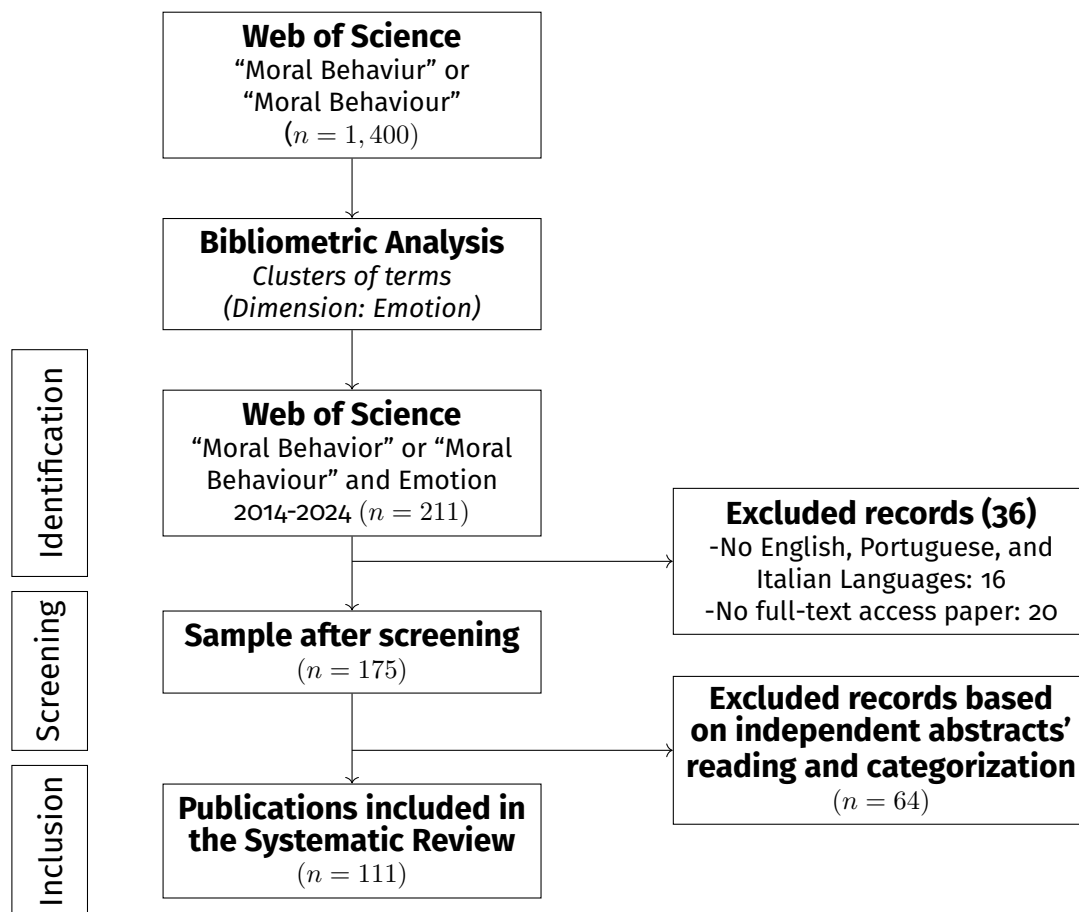 Web of Science
“Moral Behaviur” or
“Moral Behaviour”
(n = 1, 400)
Bibliometric Analysis
Clusters of terms
(Dimension: Emotion)
Identification
Web of Science
“Moral Behavior” or “Moral
Behaviour” and Emotion
2014-2024 (n = 211)
Excluded records (36)
-No English, Portuguese, and
Italian Languages: 16
-No full-text access paper: 20
Screening
Sample after screening
(n = 175)
Excluded records based
on independent abstracts’
reading and categorization
(n = 64)
Inclusion
Publications included in
the Systematic Review
(n = 111)